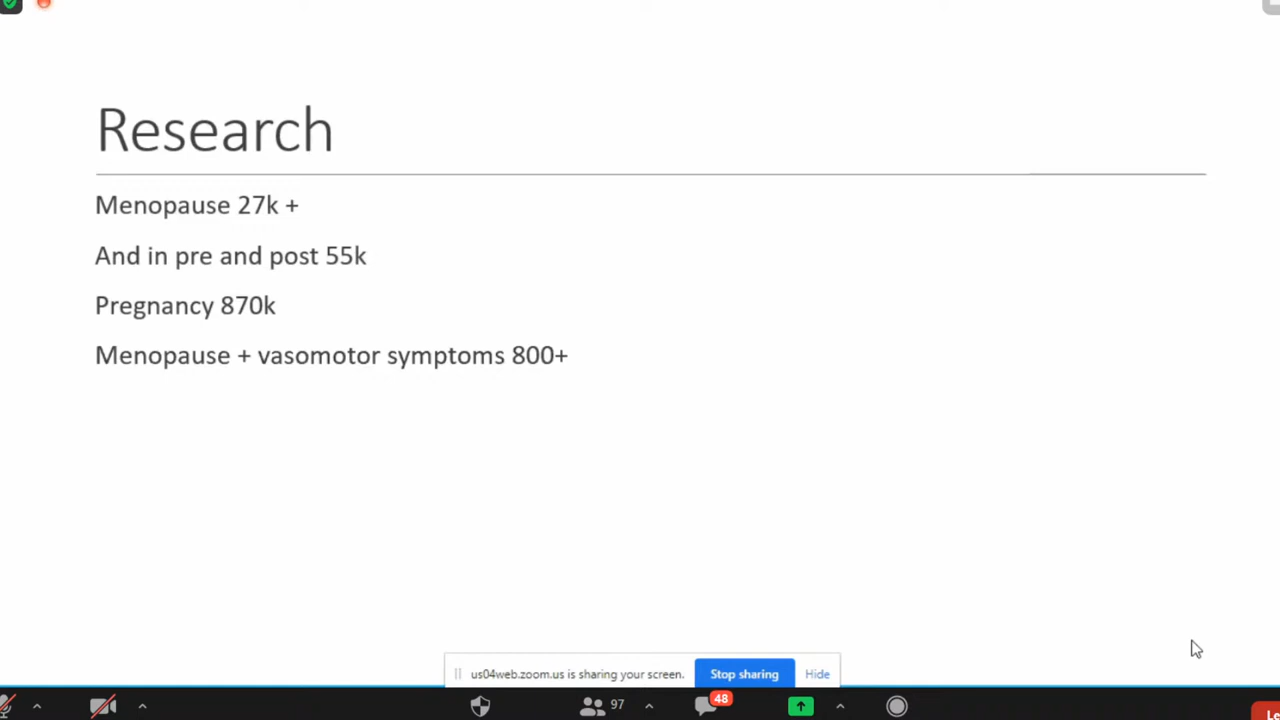 Research
Menopause 27k +
And in pre and post 55k
Pregnancy 870k
Menopause + vasomotor symptoms 800+
us04web.zoom.us is sharing your screen.
Stop sharing
Hide
97
48